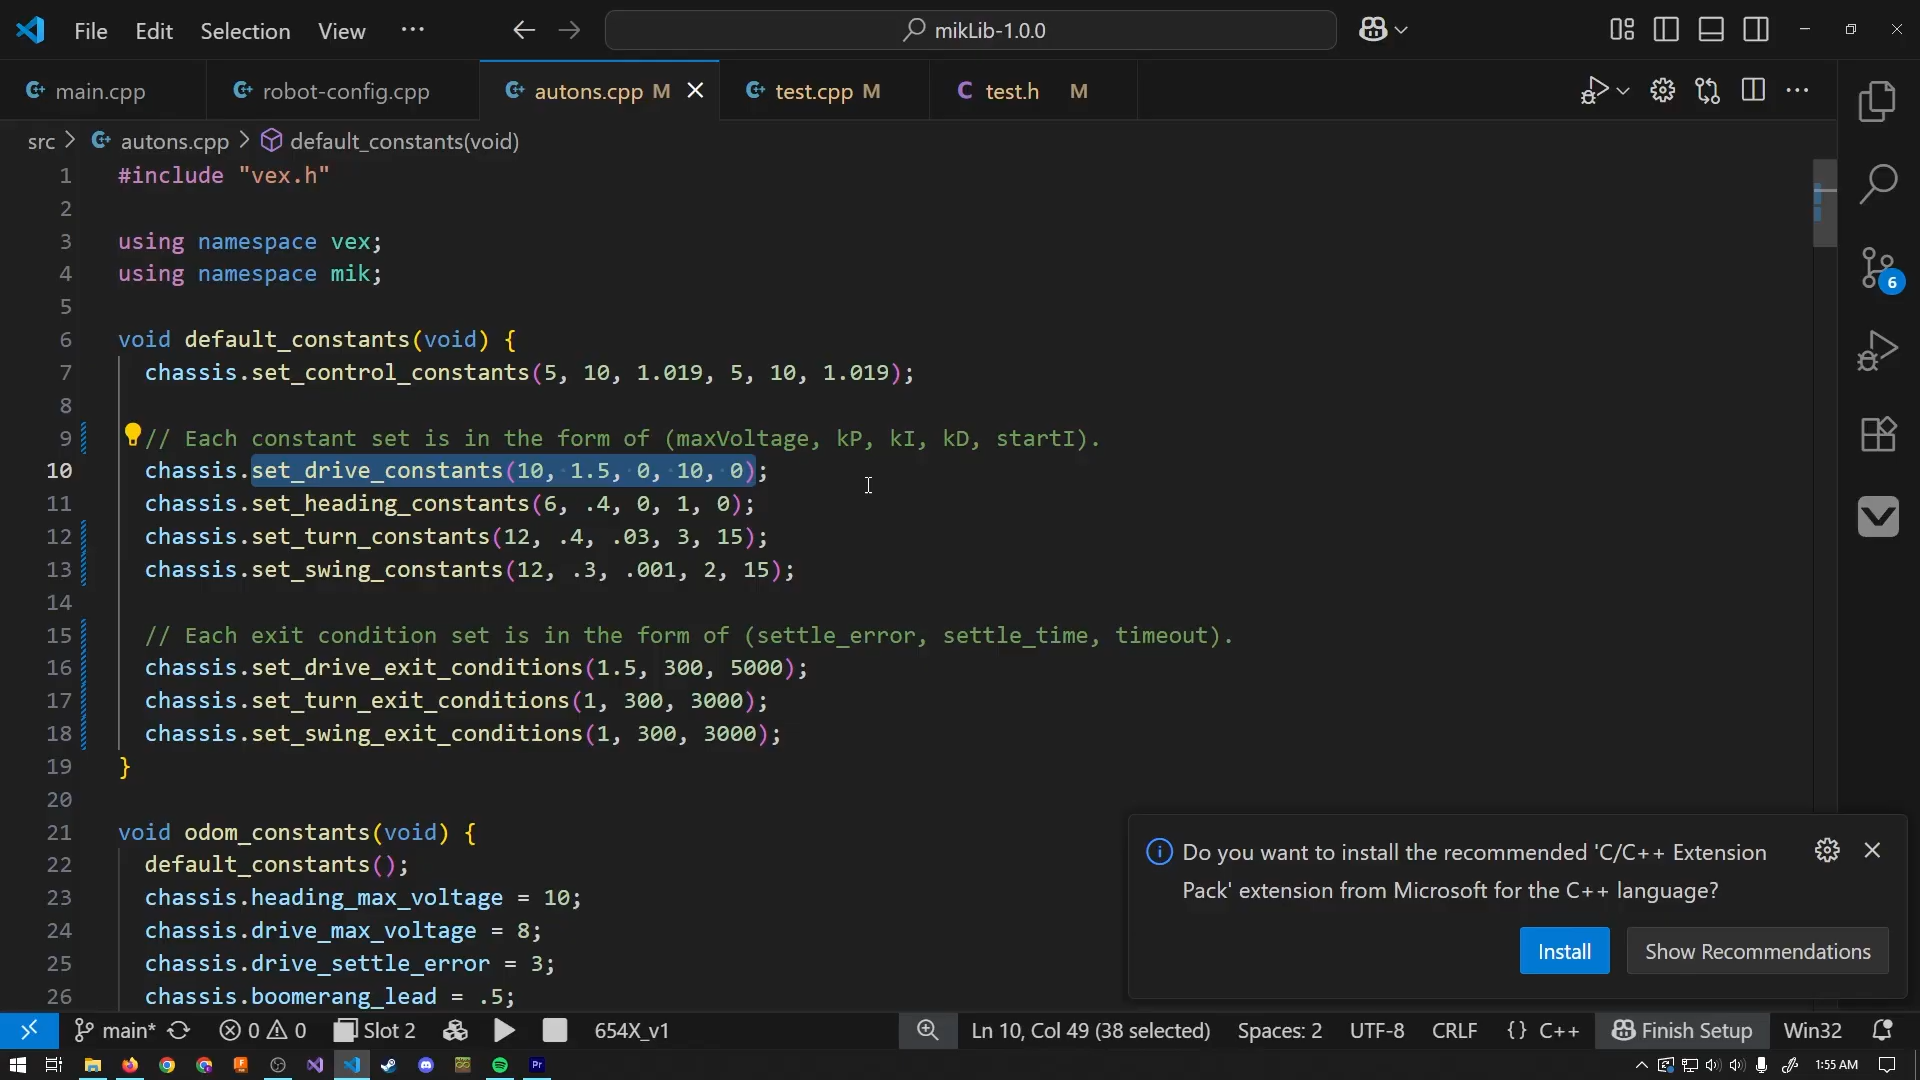 File Edit Selection View ··· mikLib-1.0.0
main.cpp robot-config.cpp autons.cpp M test.cpp M test.h M
src autons.cpp default_constants(void)
1 #include "vex.h"
2
3 using namespace vex;
4 using namespace mik;
5
6 void default_constants(void) {
7 chassis.set_control_constants(5, 10, 1.019, 5, 10, 1.019);
8
9 // Each constant set is in the form of (maxVoltage, kP, kI, kD, startI).
10 chassis.set_drive_constants(10, 1.5, 0, 10, 0);
11 chassis.set_heading_constants(6, .4, 0, 1, 0);
12 chassis.set_turn_constants(12, .4, .03, 3, 15);
13 chassis.set_swing_constants(12, .3, .001, 2, 15);
14
15 // Each exit condition set is in the form of (settle_error, settle_time, timeout).
16 chassis.set_drive_exit_conditions(1.5, 300, 5000);
17 chassis.set_turn_exit_conditions(1, 300, 3000);
18 chassis.set_swing_exit_conditions(1, 300, 3000);
19 }
20
21 void odom_constants(void) {
22 default_constants();
23 chassis.heading_max_voltage = 10;
24 chassis.drive_max_voltage = 8;
25 chassis.drive_settle_error = 3;
26 chassis.boomerang_lead = .5;
6
Do you want to install the recommended 'C/C++ Extension
Pack' extension from Microsoft for the C++ language?
Install Show Recommendations
main* 0 0 Slot 2 654X_v1 Ln 10, Col 49 (38 selected) Spaces: 2 UTF-8 CRLF {} C++ Finish Setup Win32
Pr 1:55 AM